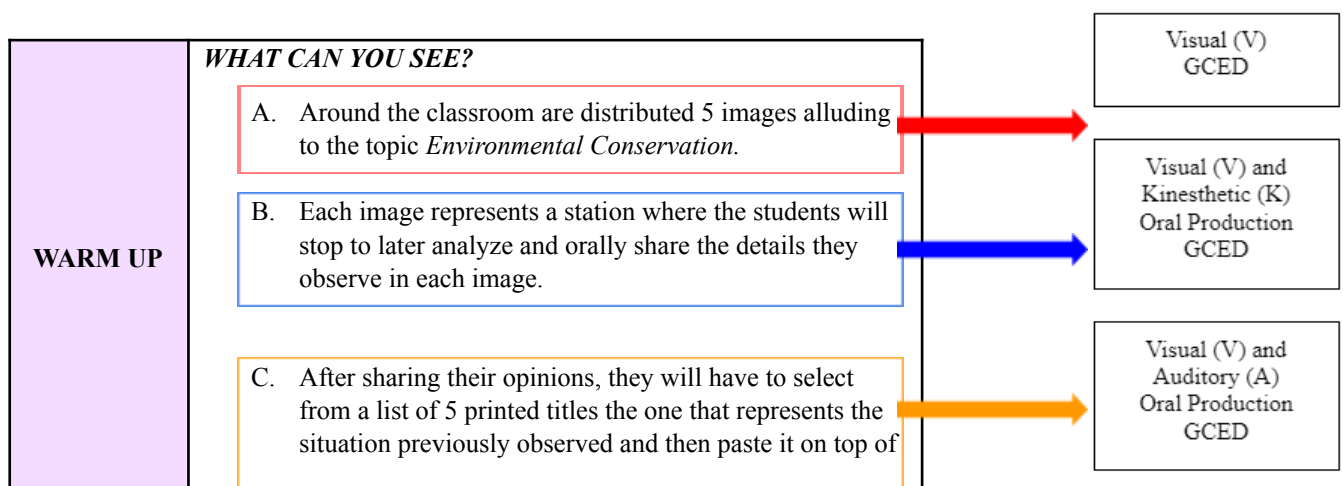 WHAT CAN YOU SEE?
A. Around the classroom are distributed 5 images alluding
to the topic Environmental Conservation.
Visual (V)
GCED
WARM UP
B. Each image represents a station where the students will
stop to later analyze and orally share the details they
observe in each image.
Visual (V) and
Kinesthetic (K)
Oral Production
GCED
C. After sharing their opinions, they will have to select
from a list of 5 printed titles the one that represents the
situation previously observed and then paste it on top of
Visual (V) and
Auditory (A)
Oral Production
GCED